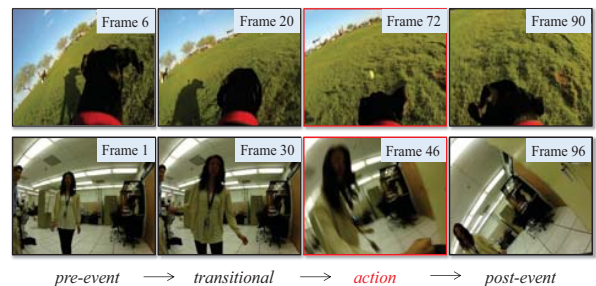 Frame 6
Frame 20
Frame 72
Frame 90
Frame 1
Frame 30
Frame 46
Frame 96
pre-event → transitional → action → post-event